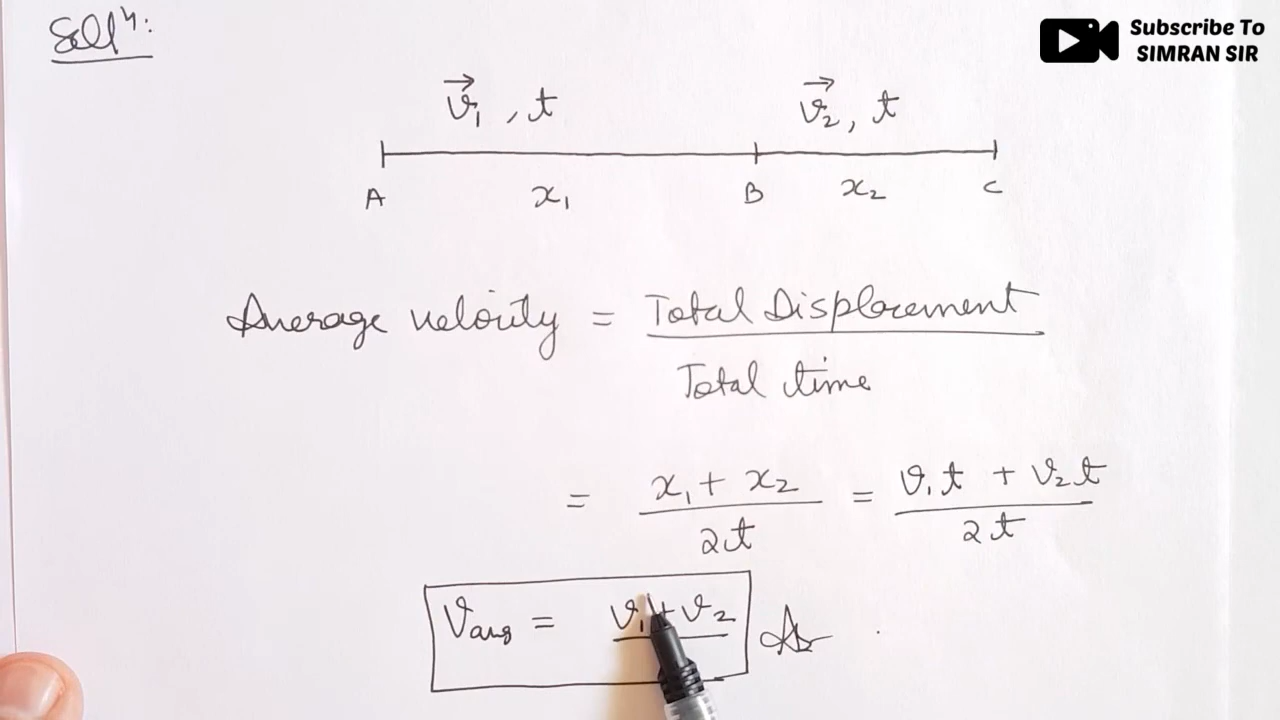 Solⁿ:
Subscribe To
SIMRAN SIR
v⃗₁, t
v⃗₂, t
A x₁ B x₂ C
Average velocity = Total Displacement
Total time
= x₁ + x₂ / 2t = v₁t + v₂t / 2t
Vavg = v₁ + v₂